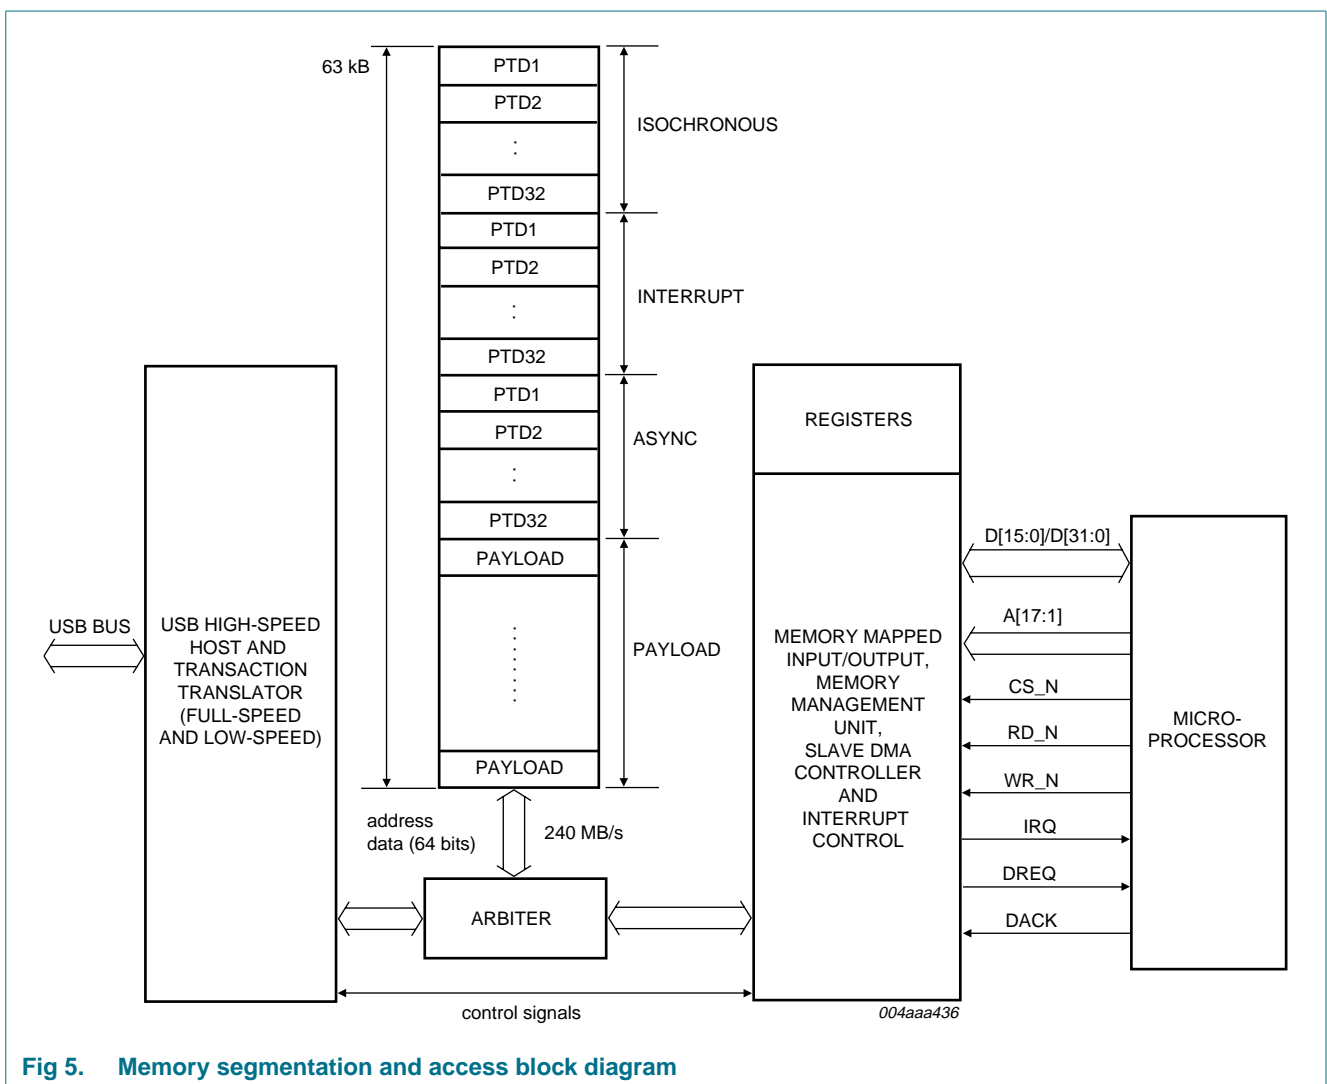 63 kB
PTD1
PTD2
PTD32
ISOCHRONOUS
PTD1
PTD2
PTD32
INTERRUPT
PTD1
PTD2
PTD32
ASYNC
PAYLOAD
PAYLOAD
PAYLOAD
USB BUS
USB HIGH-SPEED
HOST AND
TRANSACTION
TRANSLATOR
(FULL-SPEED
AND LOW-SPEED)
address
data (64 bits)
240 MB/s
ARBITER
control signals
REGISTERS
MEMORY MAPPED
INPUT/OUTPUT,
MEMORY
MANAGEMENT
UNIT,
SLAVE DMA
CONTROLLER
AND
INTERRUPT
CONTROL
D[15:0]/D[31:0]
A[17:1]
CS_N
RD_N
WR_N
IRQ
DREQ
DACK
MICRO-
PROCESSOR
004aaa436
Fig 5. Memory segmentation and access block diagram